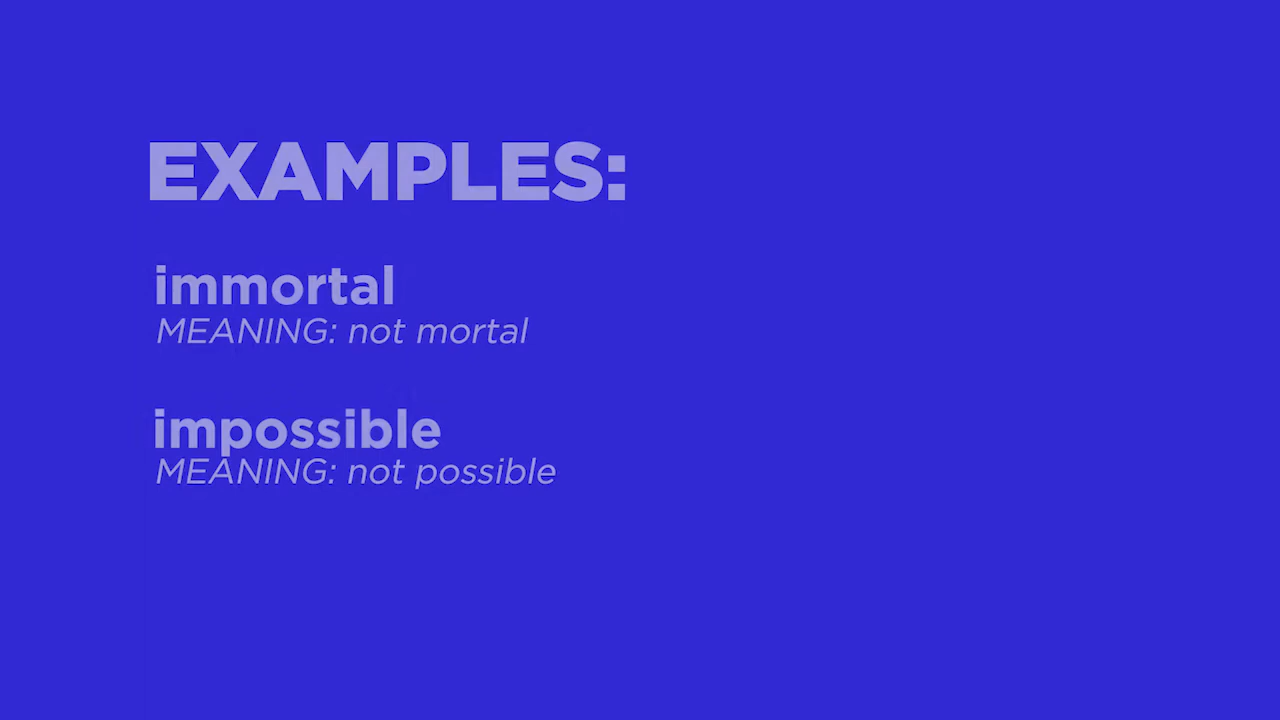 EXAMPLES:
immortal
MEANING: not mortal
impossible
MEANING: not possible